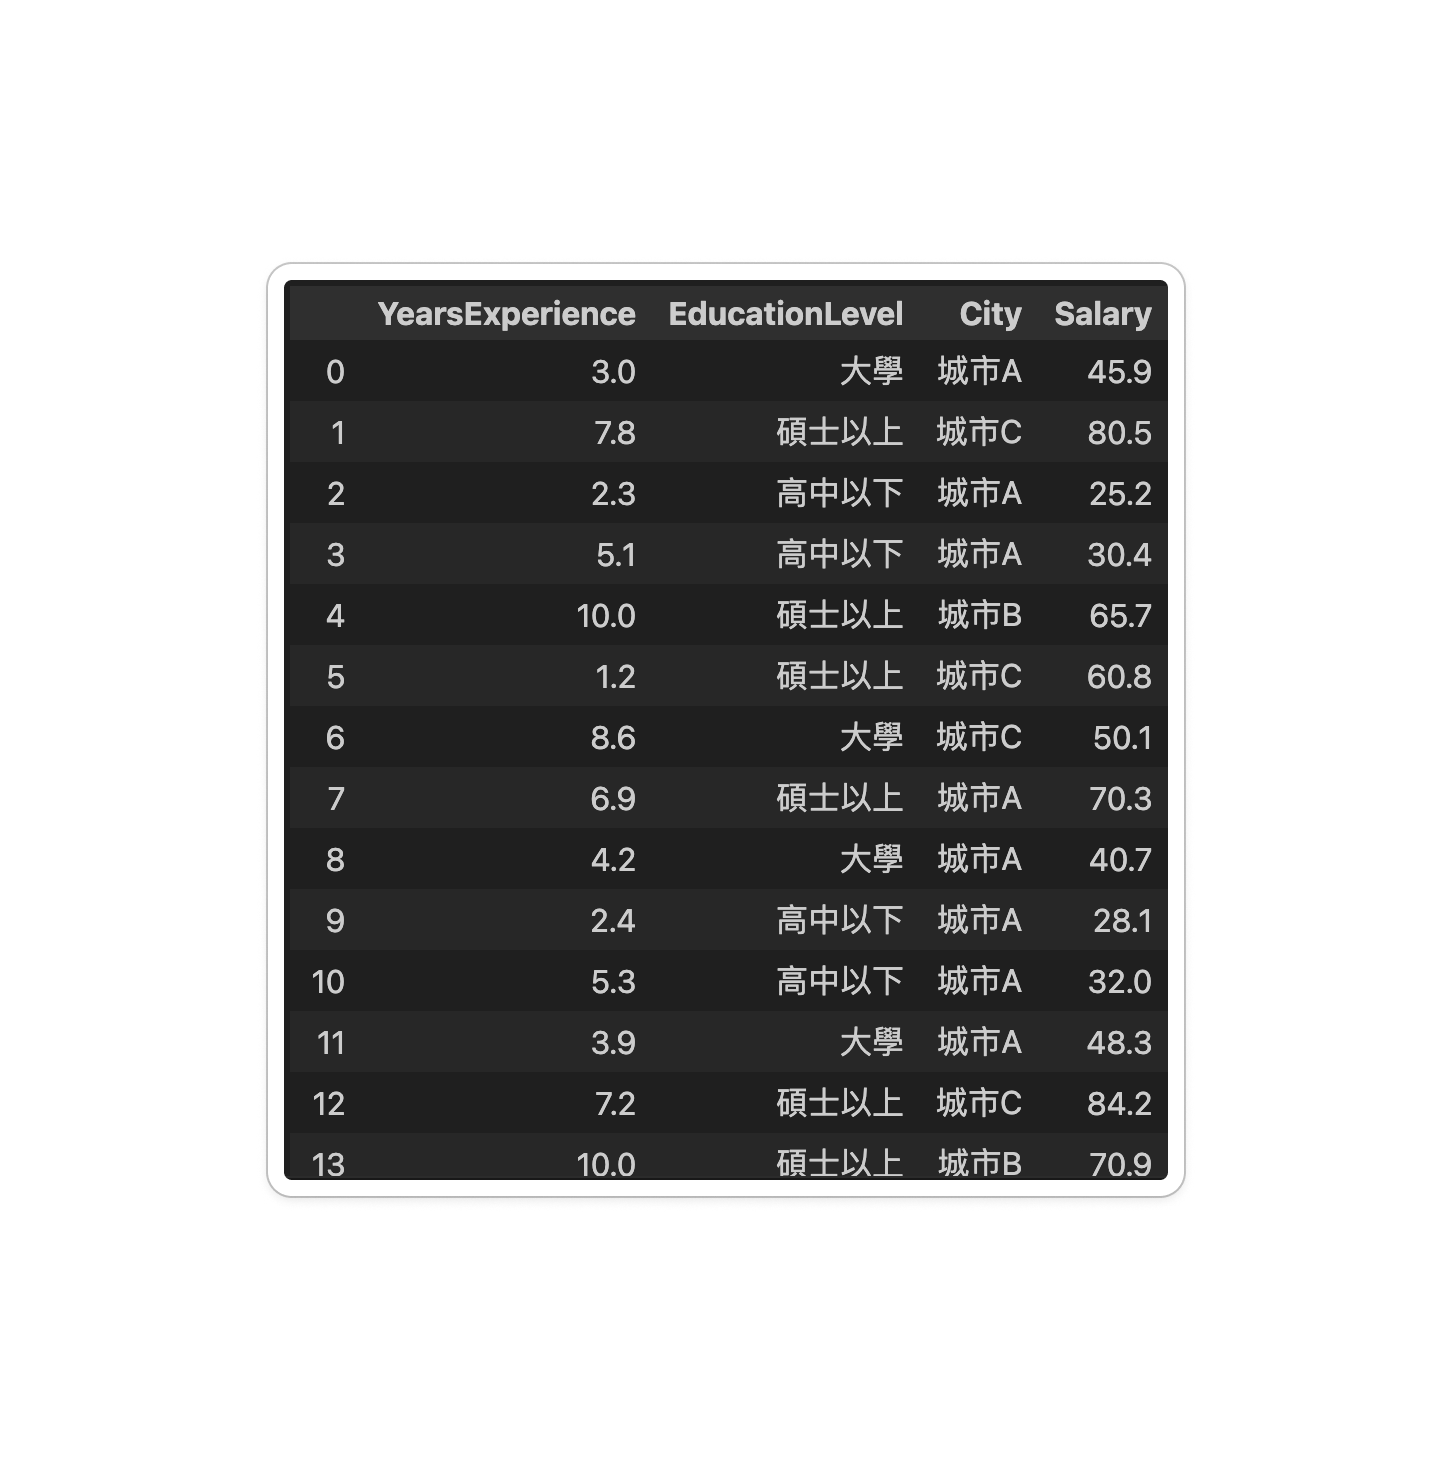 YearsExperience EducationLevel City Salary
0 3.0 大學 城市A 45.9
1 7.8 碩士以上 城市C 80.5
2 2.3 高中以下 城市A 25.2
3 5.1 高中以下 城市A 30.4
4 10.0 碩士以上 城市B 65.7
5 1.2 碩士以上 城市C 60.8
6 8.6 大學 城市C 50.1
7 6.9 碩士以上 城市A 70.3
8 4.2 大學 城市A 40.7
9 2.4 高中以下 城市A 28.1
10 5.3 高中以下 城市A 32.0
11 3.9 大學 城市A 48.3
12 7.2 碩士以上 城市C 84.2
13 10.0 碩士以上 城市B 70.9